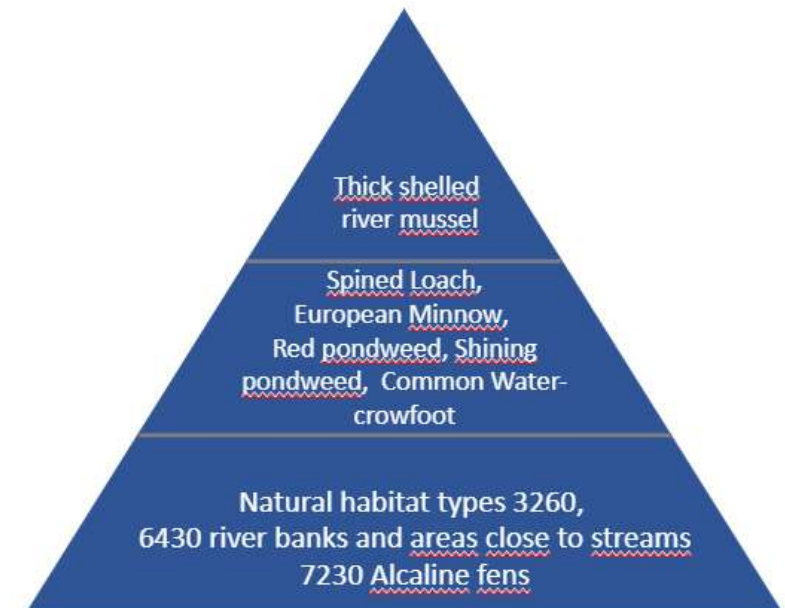 Thick shelled
river mussel
Spined Loach,
European Minnow,
Red pondweed, Shining
pondweed, Common Water-
crowfoot
Natural habitat types 3260,
6430 river banks and areas close to streams
7230 Alcaline fens